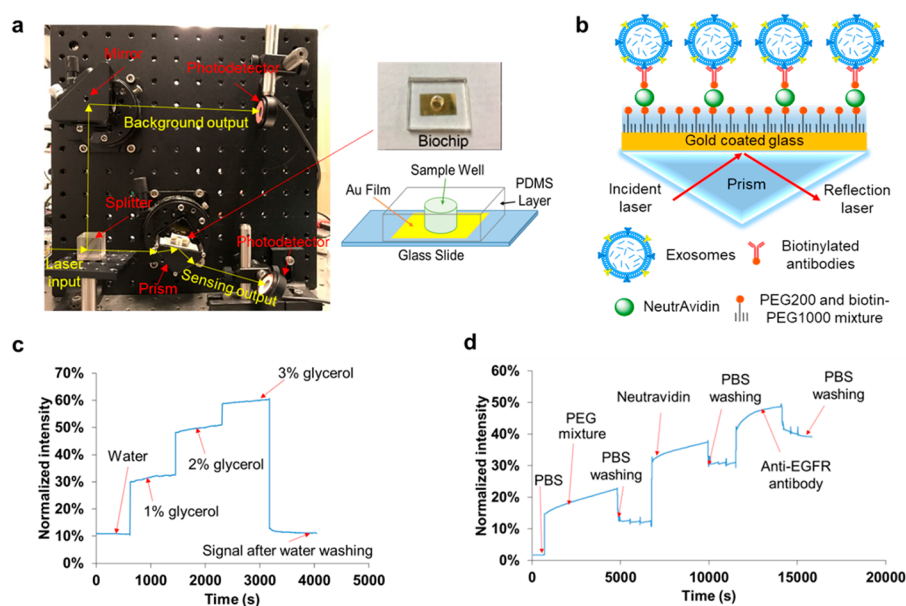 a
Mirror
Photodetector
Background output
Splitter
Laser
input
Prism
Sensing output
Photodetector
Biochip
Sample Well
Au Film
PDMS
Layer
Glass Slide
b
Gold coated glass
Prism
Incident
laser
Reflection
laser
Exosomes
Biotinylated
antibodies
NeutrAvidin
PEG200 and biotin-
PEG1000 mixture
c
Normalized intensity
70%
60%
50%
40%
30%
20%
10%
0%
Water
1% glycerol
2% glycerol
3% glycerol
Signal after water washing
0
1000
2000
3000
4000
5000
Time (s)
d
Normalized intensity
60%
50%
40%
30%
20%
10%
0%
PBS
PEG
mixture
PBS
washing
Neutravidin
PBS
washing
Anti-EGFR
antibody
PBS
washing
0
5000
10000
15000
20000
Time (s)